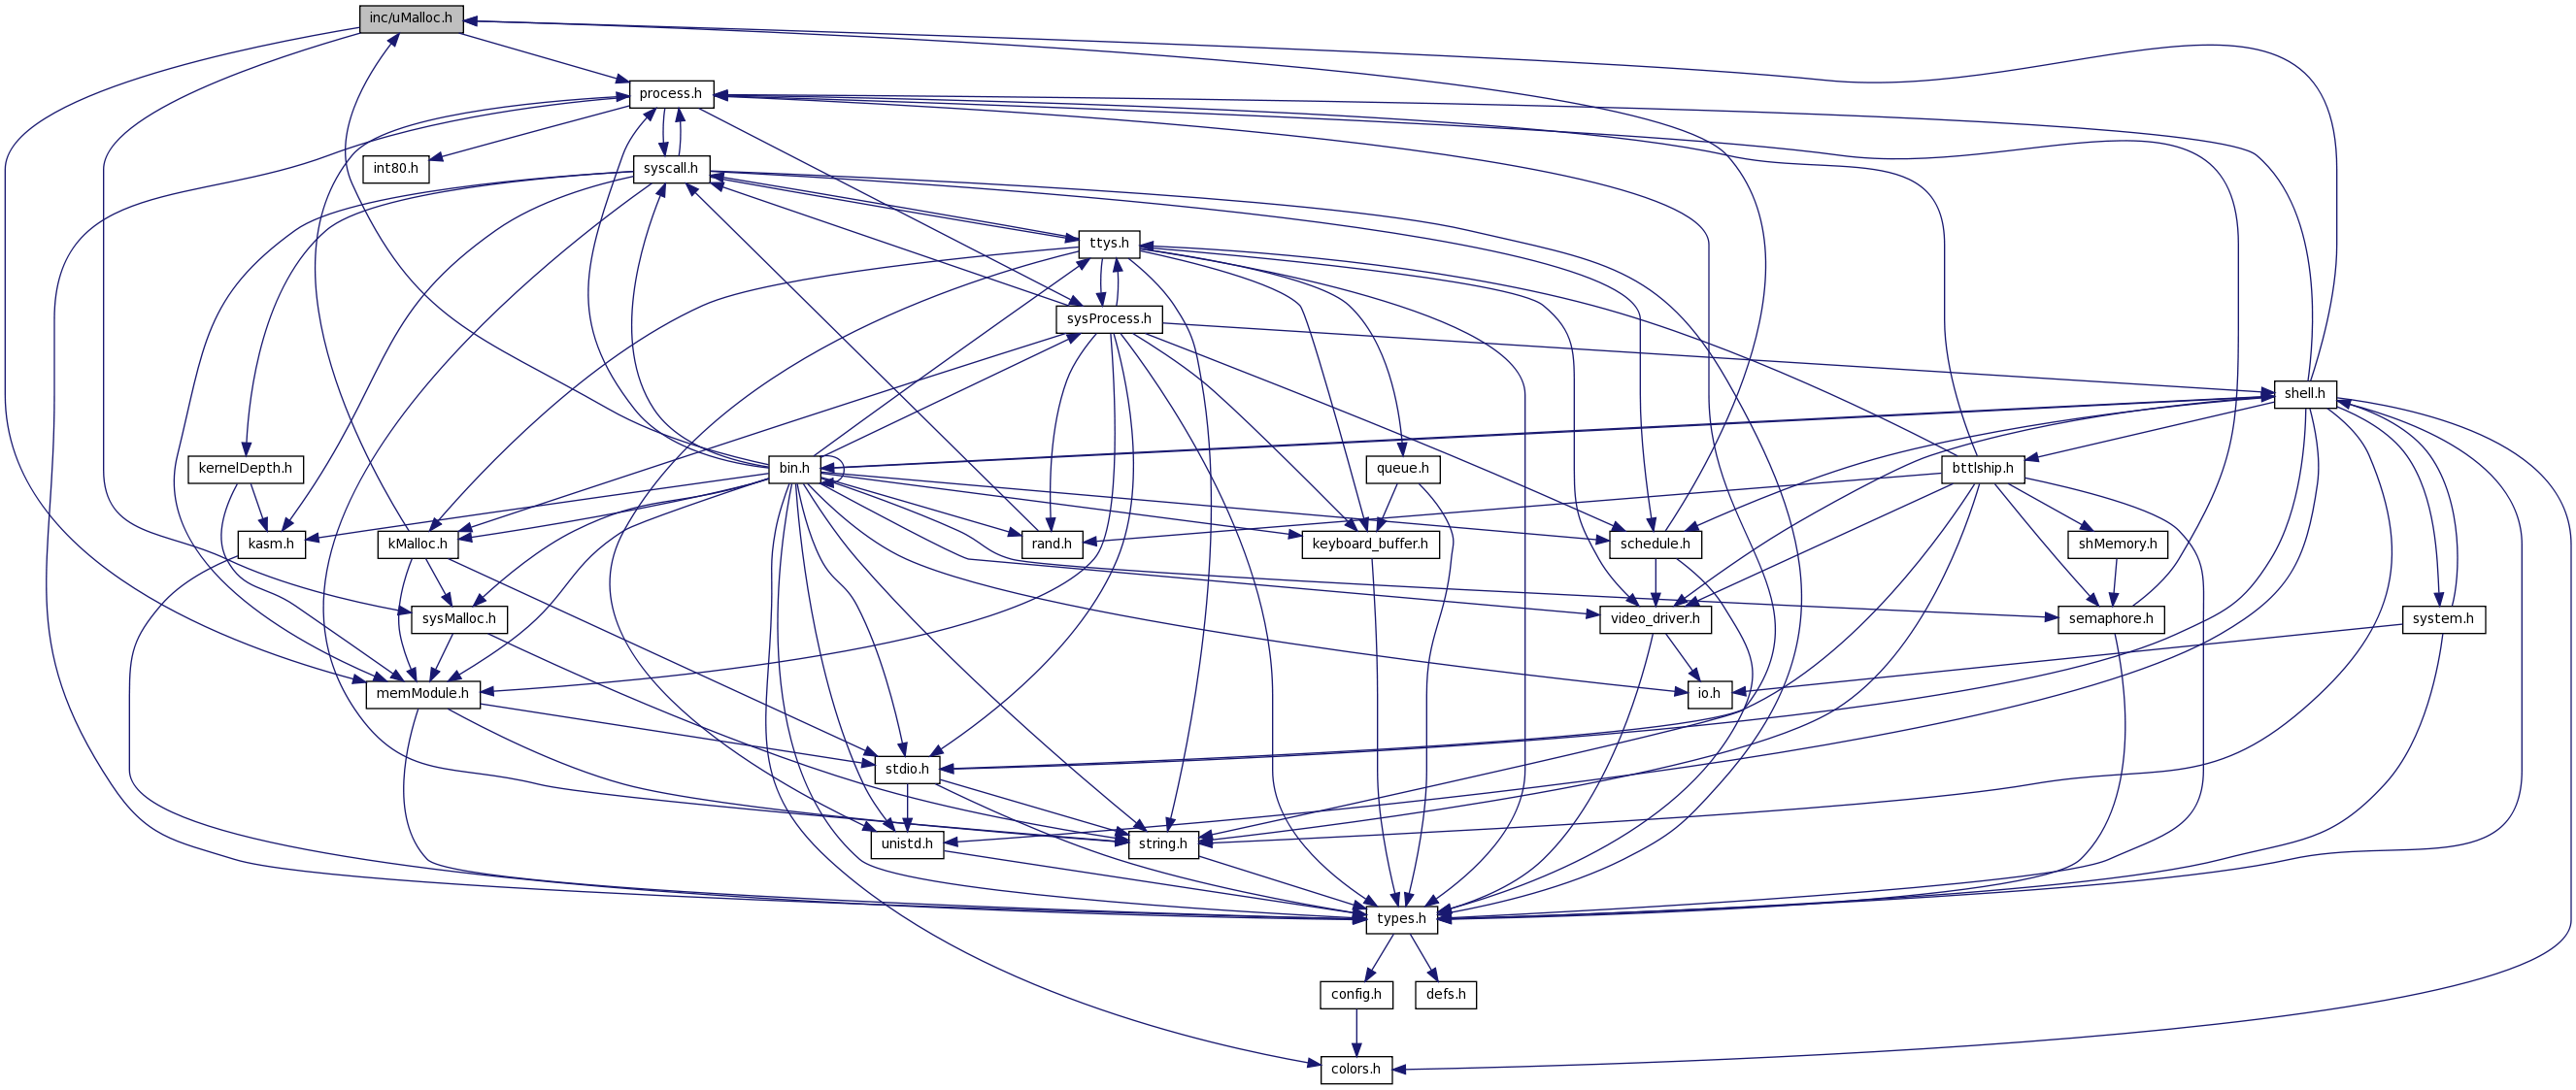 inc/uMalloc.h
process.h
int80.h
syscall.h
ttys.h
sysProcess.h
shell.h
kernelDepth.h
bin.h
queue.h
bttlship.h
kasm.h
kMalloc.h
rand.h
keyboard_buffer.h
schedule.h
shMemory.h
sysMalloc.h
video_driver.h
semaphore.h
system.h
memModule.h
io.h
stdio.h
unistd.h
string.h
types.h
config.h
defs.h
colors.h